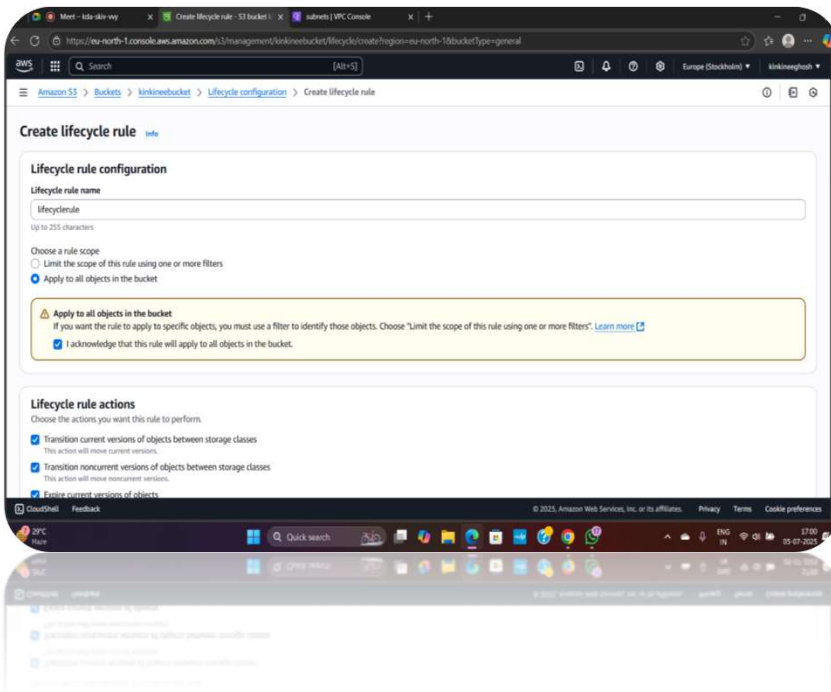 Meet – kda-skiv-vvy
Create lifecycle rule - S3 bucket
subnets | VPC Console
https://eu-north-1.console.aws.amazon.com/s3/management/kinkineebucket/lifecycle/create?region=eu-north-1&bucketType=general
aws
Search
[Alt+S]
Europe (Stockholm)
kinkineeghosh
Amazon S3 > Buckets > kinkineebucket > Lifecycle configuration > Create lifecycle rule
Create lifecycle rule Info
Lifecycle rule configuration
Lifecycle rule name
lifecyclerule
Up to 255 characters
Choose a rule scope
Limit the scope of this rule using one or more filters
Apply to all objects in the bucket
Apply to all objects in the bucket
If you want the rule to apply to specific objects, you must use a filter to identify those objects. Choose "Limit the scope of this rule using one or more filters". Learn more
I acknowledge that this rule will apply to all objects in the bucket.
Lifecycle rule actions
Choose the actions you want this rule to perform.
Transition current versions of objects between storage classes
This action will move current versions.
Transition noncurrent versions of objects between storage classes
This action will move noncurrent versions.
Expire current versions of objects
CloudShell Feedback © 2025, Amazon Web Services, Inc. or its affiliates. Privacy Terms Cookie preferences
29°C
Haze
Quick search
ENG
IN
17:00
05-07-2025